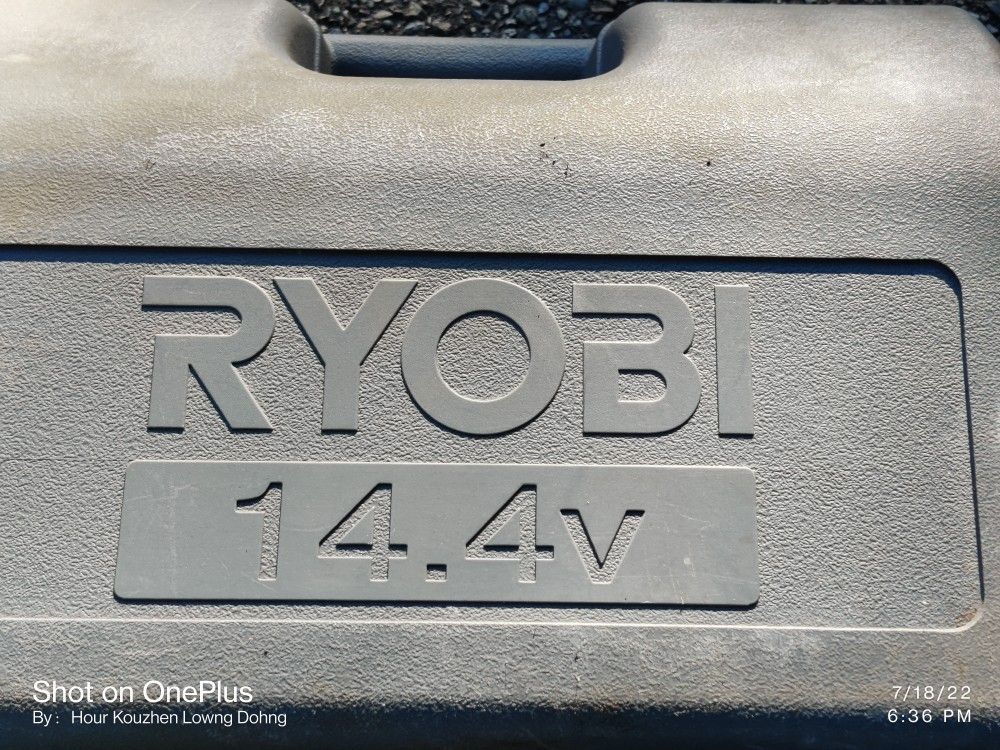 RYOBI
14.4v
Shot on OnePlus
By: Hour Kouzhen Lowng Dohng
7/18/22
6:36 PM